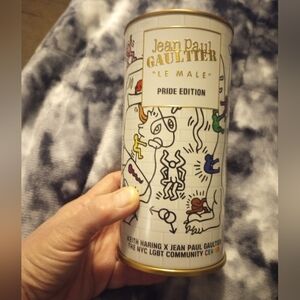 Jean Paul
GAULTIER
"LE MALE"
PRIDE EDITION
KEITH HARING X JEAN PAUL GAULTIER
THE NYC LGBT COMMUNITY CENTER